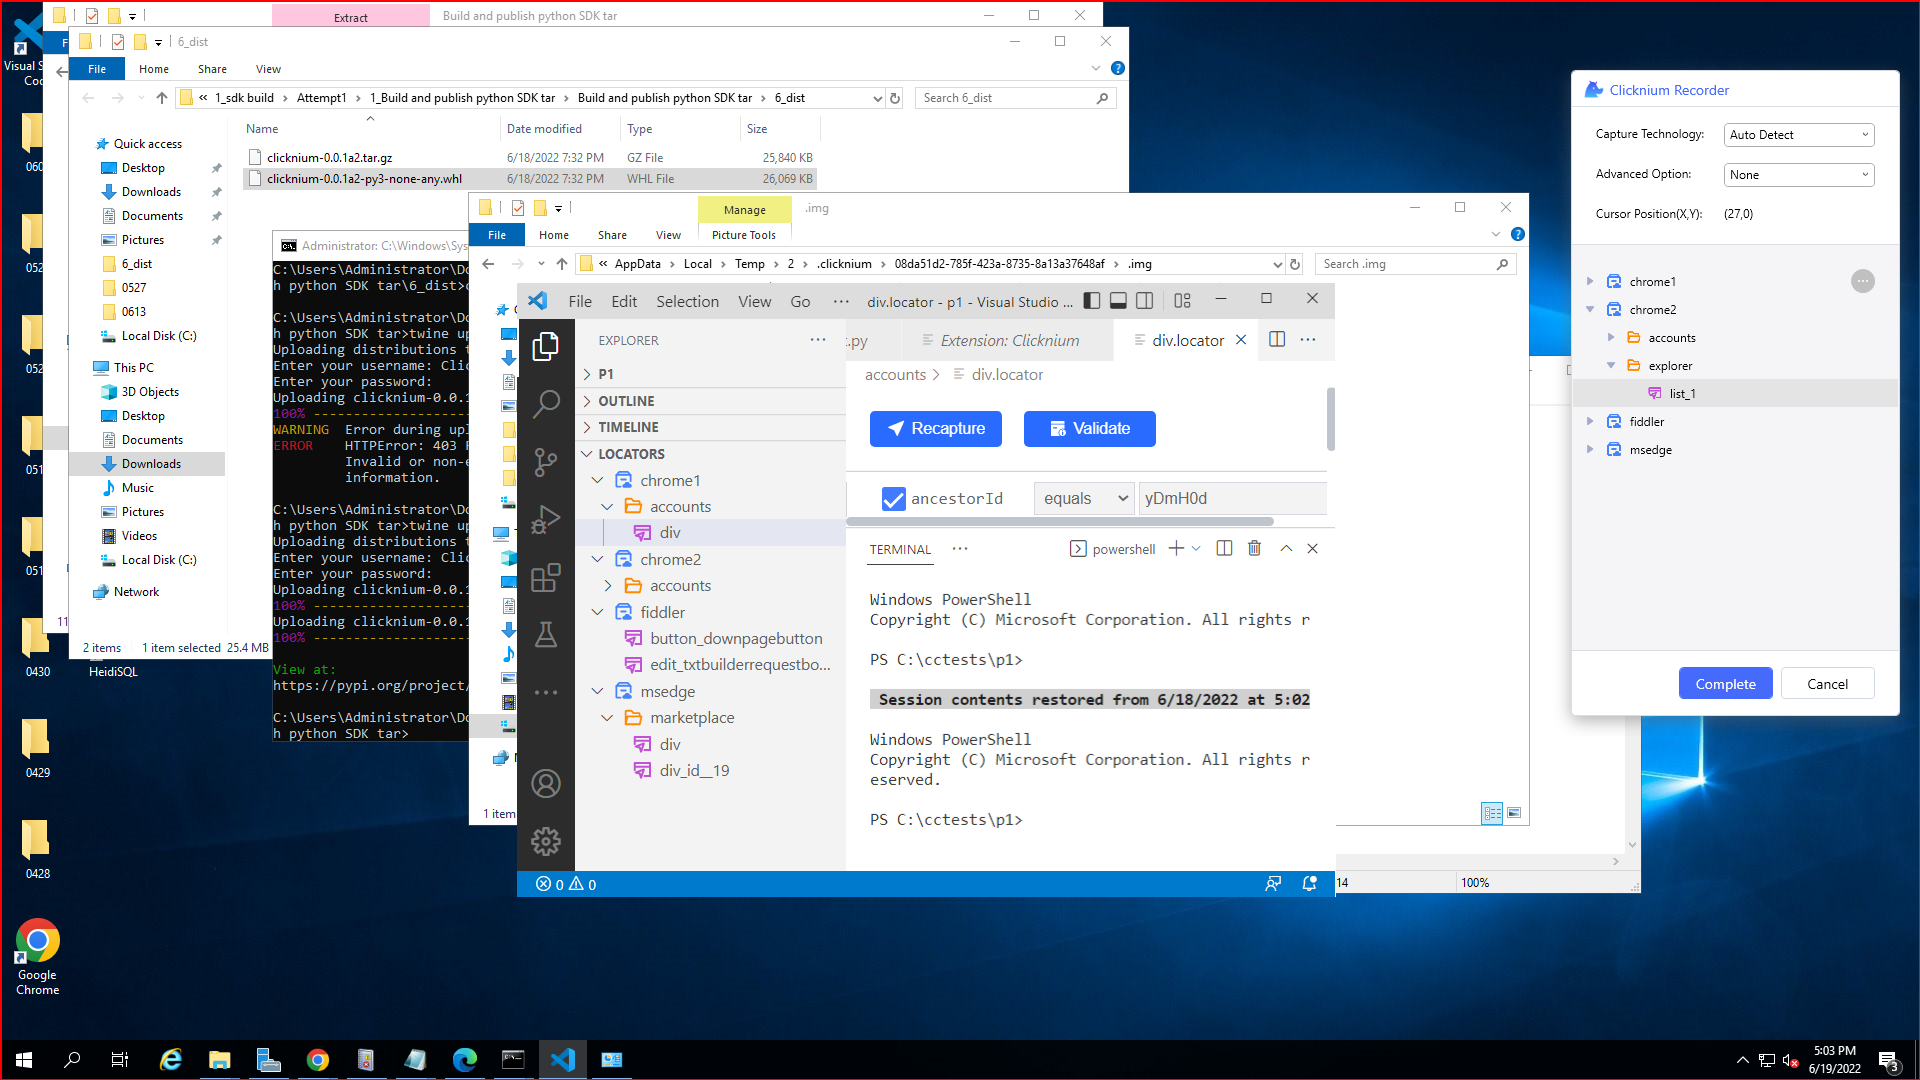 Extract
Build and publish python SDK tar
6_dist
File
Home
Share
View
1_sdk build
Attempt1
1_Build and publish python SDK tar
Build and publish python SDK tar
6_dist
Search 6_dist
Name
Date modified
Type
Size
clicknium-0.0.1a2.tar.gz
6/18/2022 7:32 PM
GZ File
25,840 KB
clicknium-0.0.1a2-py3-none-any.whl
6/18/2022 7:32 PM
WHL File
26,069 KB
Quick access
Desktop
Downloads
Documents
Pictures
6_dist
0527
0613
Local Disk (C:)
This PC
3D Objects
Desktop
Documents
Downloads
Music
Pictures
Videos
Local Disk (C:)
Network
2 items
1 item selected
25.4 MB
Visual S
Coc
060
052
052
051
051
0430
0429
0428
HeidiSQL
Google
Chrome
11
Administrator: C:\Windows\Sys
C:\Users\Administrator\Do
h python SDK tar\6_dist>c
C:\Users\Administrator\Do
h python SDK tar>twine up
Uploading distributions t
Enter your username: Clic
Enter your password:
Uploading clicknium-0.0.1
100%
WARNING  Error during upl
ERROR    HTTPError: 403 F
Invalid or non-e
information.
C:\Users\Administrator\Do
h python SDK tar>twine up
Uploading distributions t
Enter your username: Clic
Enter your password:
Uploading clicknium-0.0.1
100%
Uploading clicknium-0.0.1
100%
View at:
https://pypi.org/project/
C:\Users\Administrator\Do
h python SDK tar>
Manage
.img
File
Home
Share
View
Picture Tools
AppData
Local
Temp
2
.clicknium
08da51d2-785f-423a-8735-8a13a37648af
.img
Search .img
1 item
File
Edit
Selection
View
Go
div.locator - p1 - Visual Studio ...
EXPLORER
.py
Extension: Clicknium
div.locator
accounts
div.locator
P1
OUTLINE
TIMELINE
LOCATORS
chrome1
accounts
div
chrome2
accounts
fiddler
button_downpagebutton
edit_txtbuilderrequestbo...
msedge
marketplace
div
div_id__19
Recapture
Validate
ancestorId
equals
yDmH0d
TERMINAL
powershell
Windows PowerShell
Copyright (C) Microsoft Corporation. All rights r
PS C:\cctests\p1>
Session contents restored from 6/18/2022 at 5:02
Windows PowerShell
Copyright (C) Microsoft Corporation. All rights r
eserved.
PS C:\cctests\p1>
0
0
14
100%
Clicknium Recorder
Capture Technology:
Auto Detect
Advanced Option:
None
Cursor Position(X,Y):
(27,0)
chrome1
chrome2
accounts
explorer
list_1
fiddler
msedge
Complete
Cancel
5:03 PM
6/19/2022
3